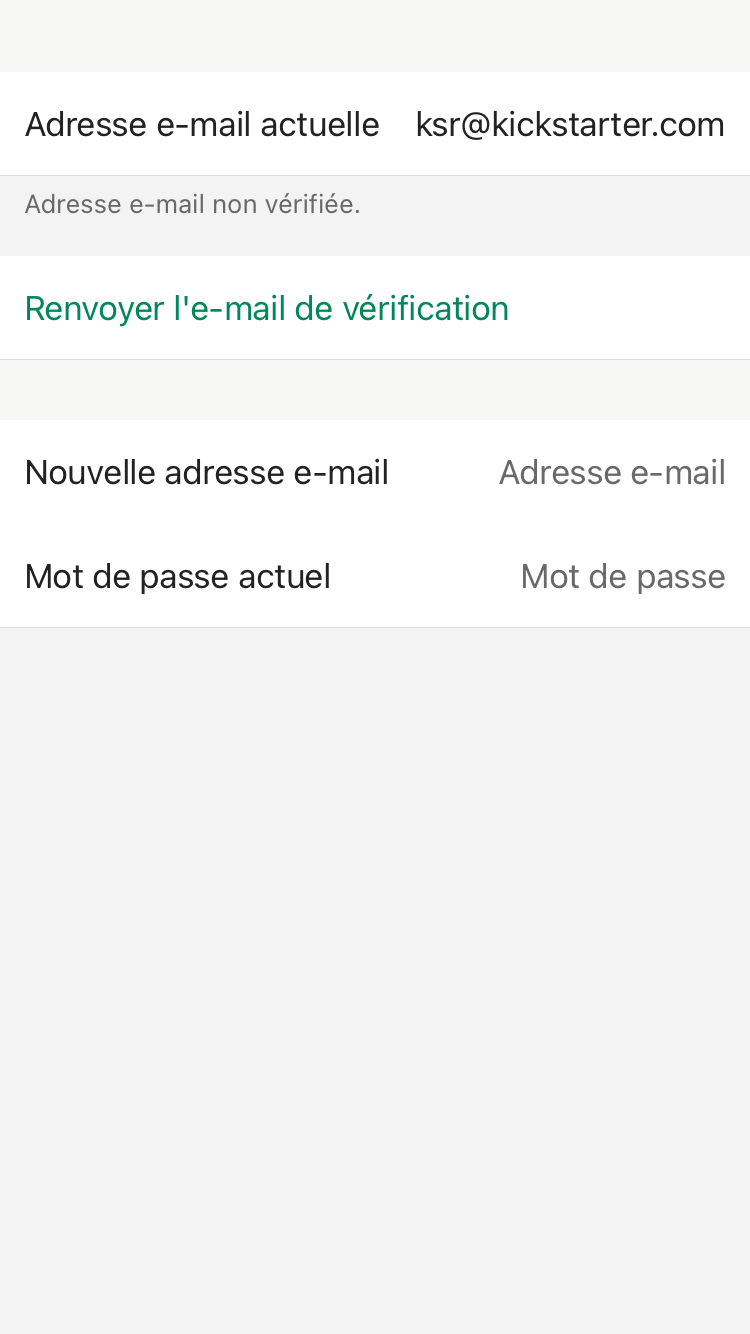 Adresse e-mail actuelle ksr@kickstarter.com
Adresse e-mail non vérifiée.
Renvoyer l'e-mail de vérification
Nouvelle adresse e-mail Adresse e-mail
Mot de passe actuel Mot de passe